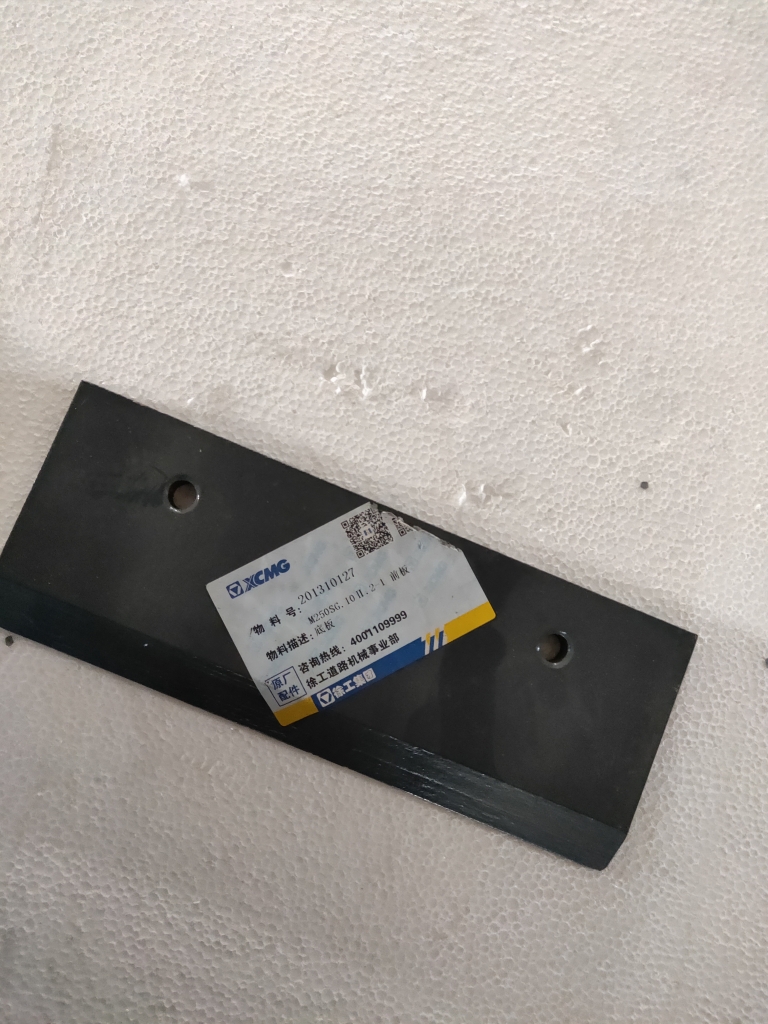 XCMG
物 料 号: 201310127
物料描述: M250SG.10Ⅱ.2-1 前板
底板
咨询热线: 4001109999
徐工道路机械事业部
原厂
配件
徐工集团